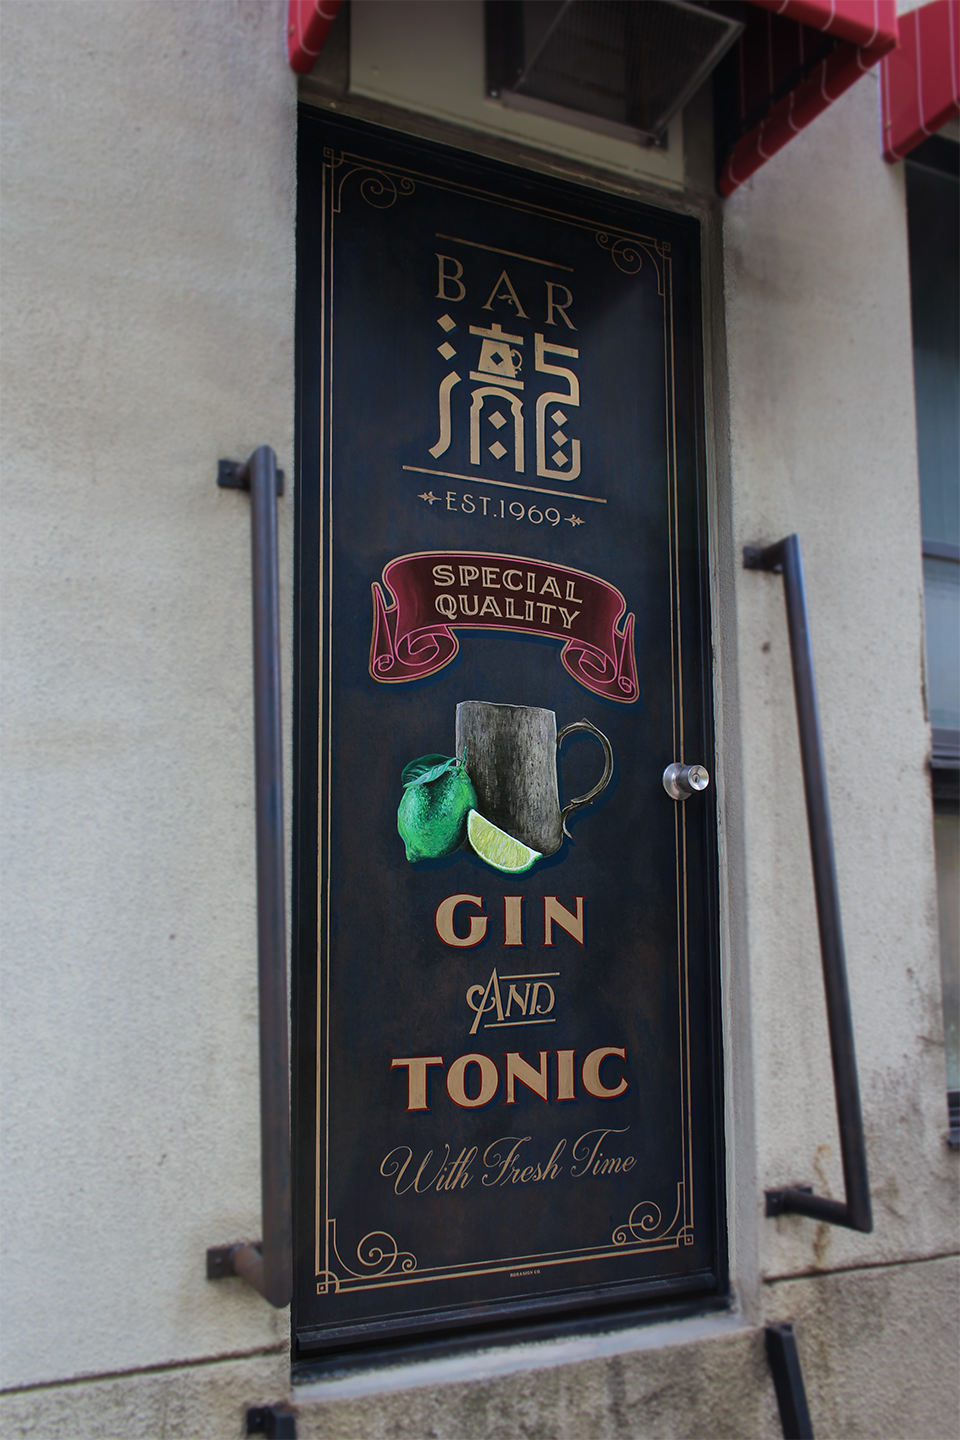 BAR
瀧
EST.1969
SPECIAL
QUALITY
GIN
AND
TONIC
With Fresh Time